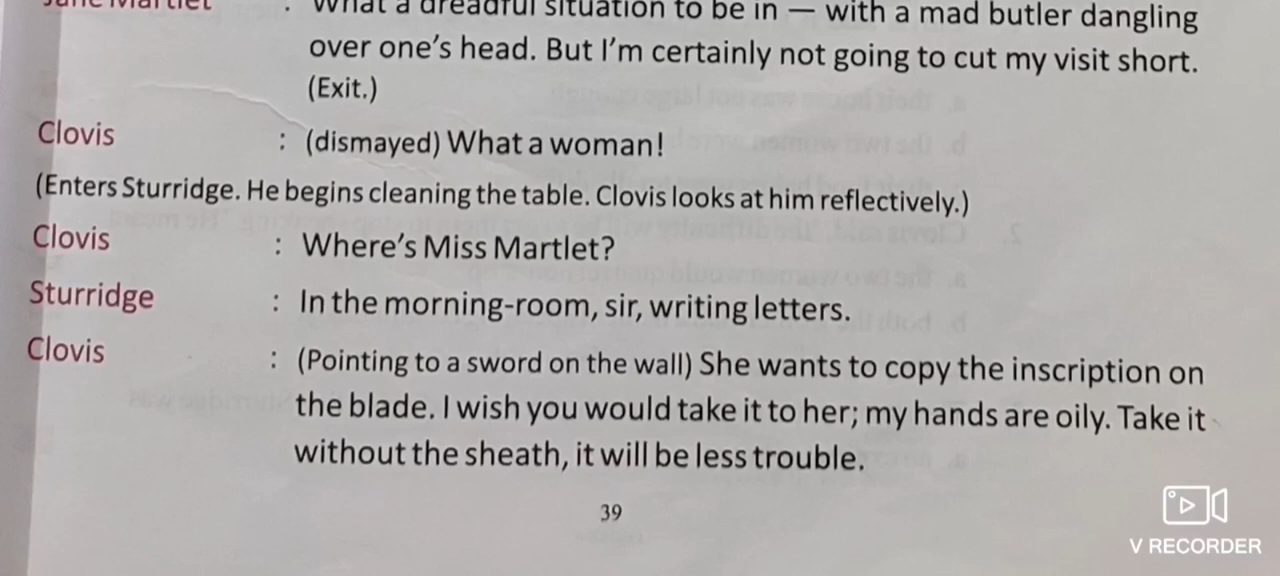 Jane Martlet : What a dreadful situation to be in — with a mad butler dangling
over one's head. But I'm certainly not going to cut my visit short.
(Exit.)
Clovis : (dismayed) What a woman!
(Enters Sturridge. He begins cleaning the table. Clovis looks at him reflectively.)
Clovis : Where's Miss Martlet?
Sturridge : In the morning-room, sir, writing letters.
Clovis : (Pointing to a sword on the wall) She wants to copy the inscription on
the blade. I wish you would take it to her; my hands are oily. Take it
without the sheath, it will be less trouble.
39
V RECORDER